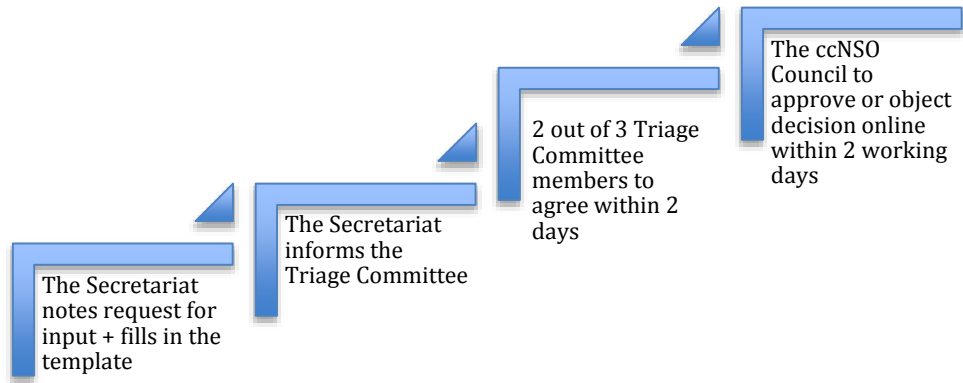 The Secretariat
notes request for
input + fills in the
template
The Secretariat
informs the
Triage Committee
2 out of 3 Triage
Committee
members to
agree within 2
days
The ccNSO
Council to
approve or object
decision online
within 2 working
days